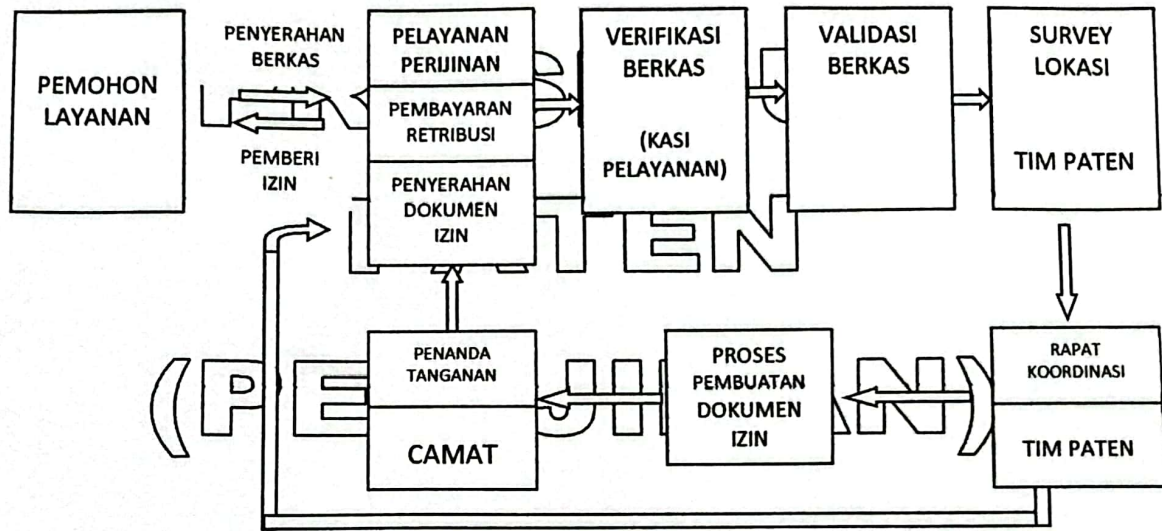 PEMOHON
LAYANAN
PENYERAHAN
BERKAS
PEMBERI
IZIN
PELAYANAN
PERIJINAN
PEMBAYARAN
RETRIBUSI
PENYERAHAN
DOKUMEN
IZIN
VERIFIKASI
BERKAS
(KASI
PELAYANAN)
VALIDASI
BERKAS
SURVEY
LOKASI
TIM PATEN
RAPAT
KOORDINASI
TIM PATEN
PROSES
PEMBUATAN
DOKUMEN
IZIN
PENANDA
TANGANAN
CAMAT